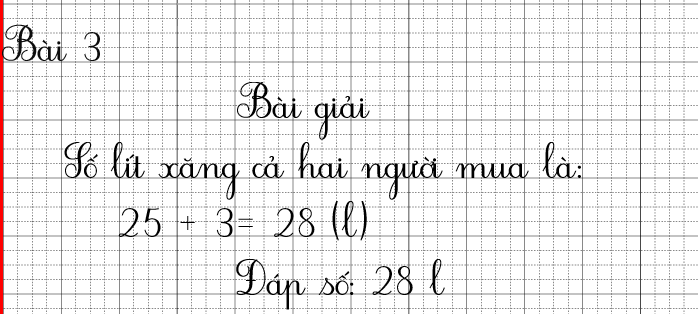 Bài 3
Bài giải
Số lít xăng cả hai người mua là:
25 + 3= 28 (l)
Đáp số: 28 l